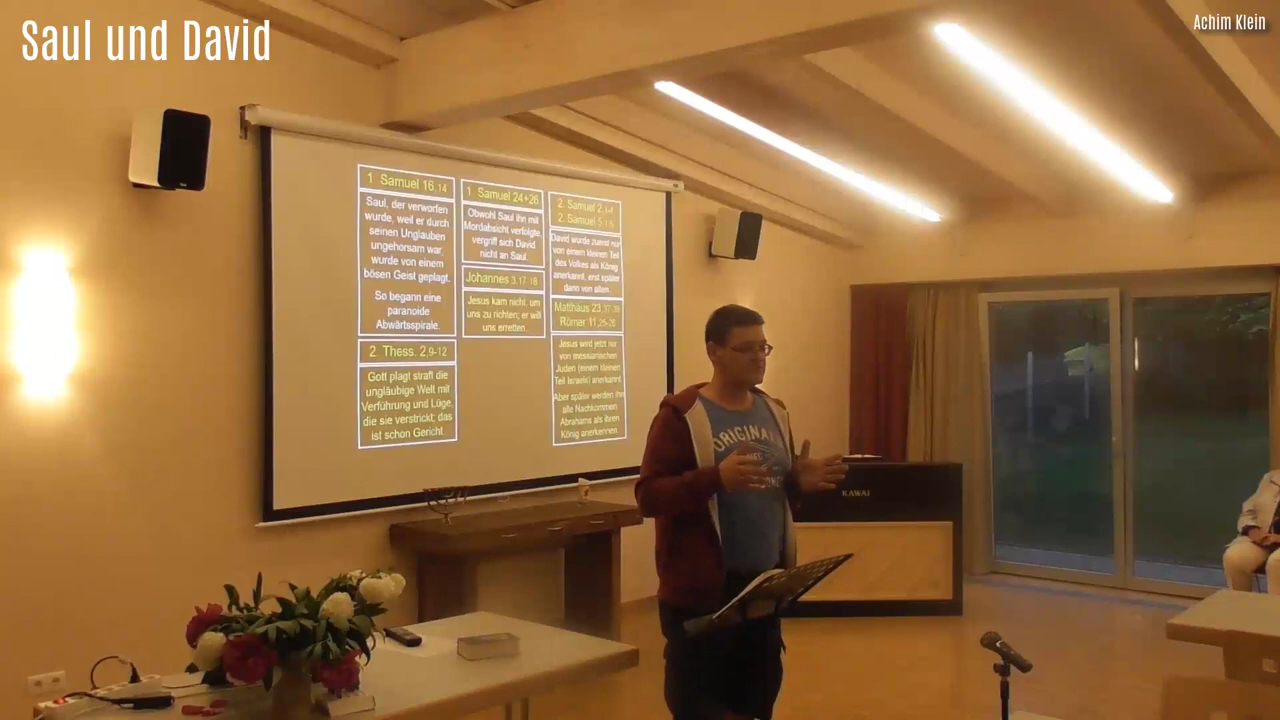 Saul und David
Achim Klein
1. Samuel 16,14
Saul, der verworfen
wurde, weil er durch
seinen Unglauben
ungehorsam war,
wurde von einem
bösen Geist geplagt.
So begann eine
paranoide
Abwärtsspirale.
2. Thess. 2,9-12
Gott plagt straft die
ungläubige Welt mit
Verführung und Lüge,
die sie verstrickt; das
ist schon Gericht.
1. Samuel 24+26
Obwohl Saul ihn mit
Mordabsicht verfolgte,
vergriff sich David
nicht an Saul.
Johannes 3,17-18
Jesus kam nicht, um
uns zu richten; er will
uns erretten.
2. Samuel 2,1-4
2. Samuel 5,1-5
David wurde zuerst nur
von einem kleinen Teil
des Volkes als König
anerkannt, erst später
dann von allen.
Matthäus 23,37-39
Römer 11,25-26
Jesus wird jetzt nur
von messianischen
Juden (einem kleinen
Teil Israels) anerkannt.
Aber später werden ihn
alle Nachkommen
Abrahams als ihren
König anerkennen.
ORIGINAL
KAWAI